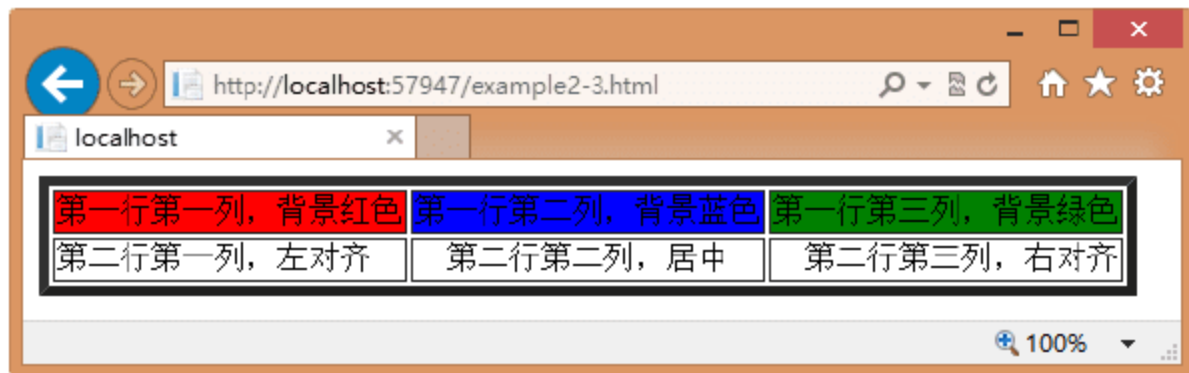 http://localhost:57947/example2-3.html
localhost
第一行第一列，背景红色 第一行第二列，背景蓝色 第一行第三列，背景绿色
第二行第一列，左对齐 第二行第二列，居中 第二行第三列，右对齐
100%